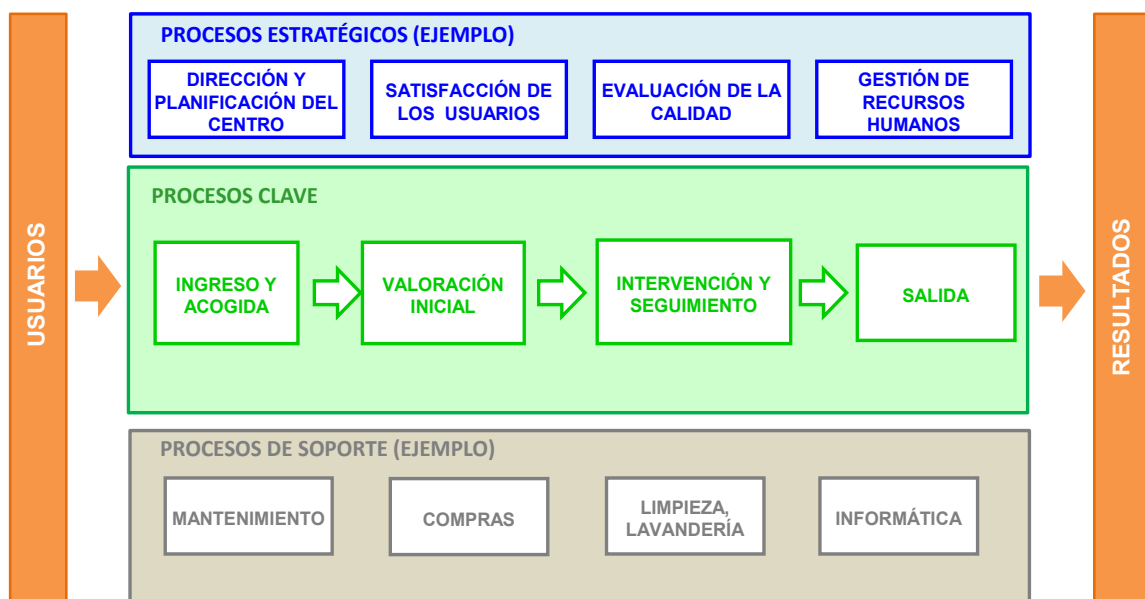 USUARIOS
PROCESOS ESTRATÉGICOS (EJEMPLO)
DIRECCIÓN Y
PLANIFICACIÓN DEL
CENTRO
SATISFACCIÓN DE
LOS USUARIOS
EVALUACIÓN DE LA
CALIDAD
GESTIÓN DE
RECURSOS
HUMANOS
PROCESOS CLAVE
INGRESO Y
ACOGIDA
VALORACIÓN
INICIAL
INTERVENCIÓN Y
SEGUIMIENTO
SALIDA
PROCESOS DE SOPORTE (EJEMPLO)
MANTENIMIENTO
COMPRAS
LIMPIEZA,
LAVANDERÍA
INFORMÁTICA
RESULTADOS